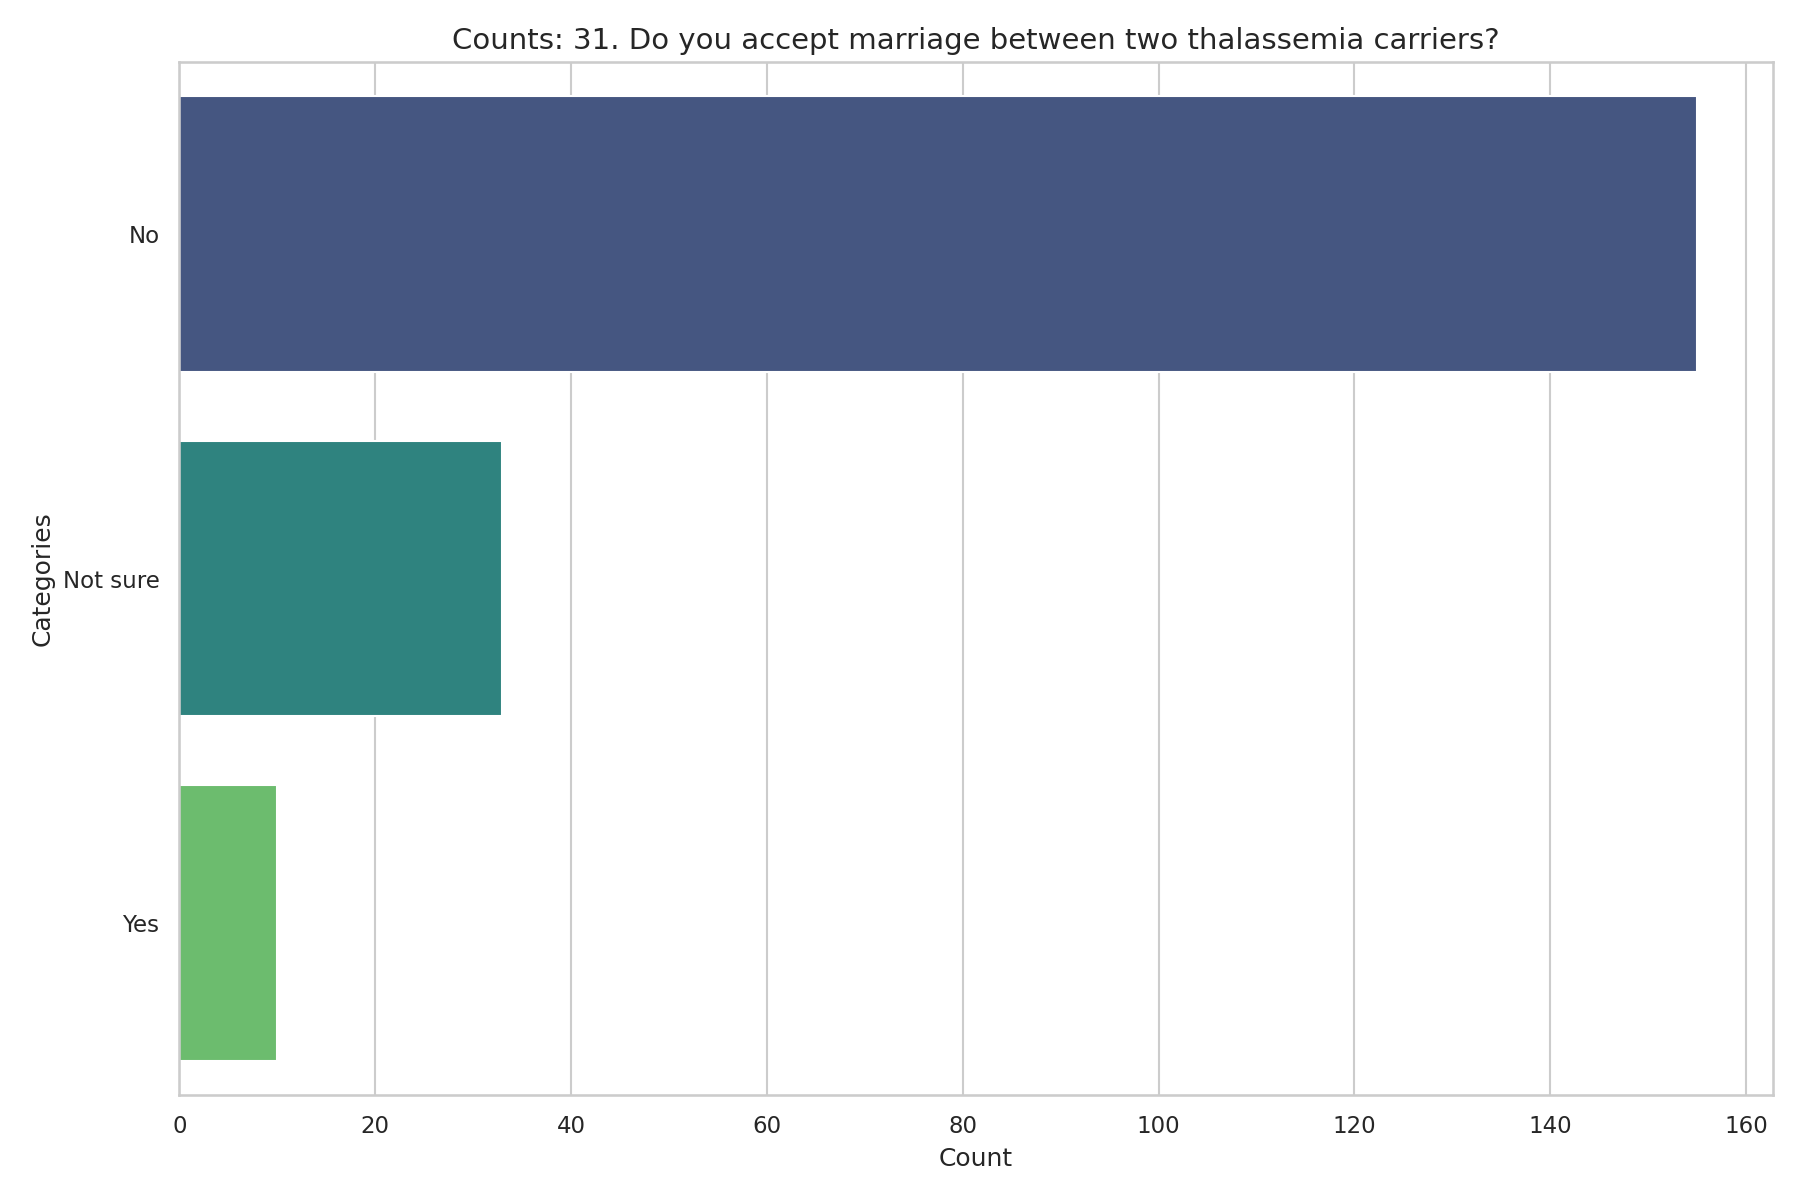 Counts: 31. Do you accept marriage between two thalassemia carriers?
No
Not sure
Yes
Categories
0 20 40 60 80 100 120 140 160
Count